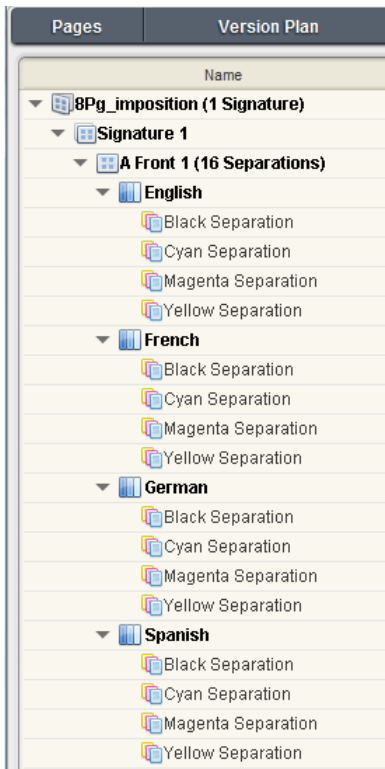 Pages Version Plan
Name
8Pg_imposition (1 Signature)
Signature 1
A Front 1 (16 Separations)
English
Black Separation
Cyan Separation
Magenta Separation
Yellow Separation
French
Black Separation
Cyan Separation
Magenta Separation
Yellow Separation
German
Black Separation
Cyan Separation
Magenta Separation
Yellow Separation
Spanish
Black Separation
Cyan Separation
Magenta Separation
Yellow Separation